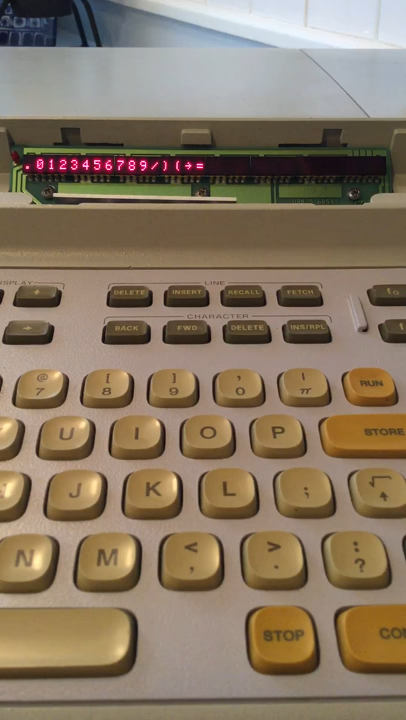 .0123456789/)(→=
LINE
DELETE INSERT RECALL FETCH
CHARACTER
BACK FWD DELETE INS/RPL
@ 7 [ 8 ] 9 ' 0 | π RUN
U I O P STORE
J K L ; √ ↑
N M < , > . : ?
STOP